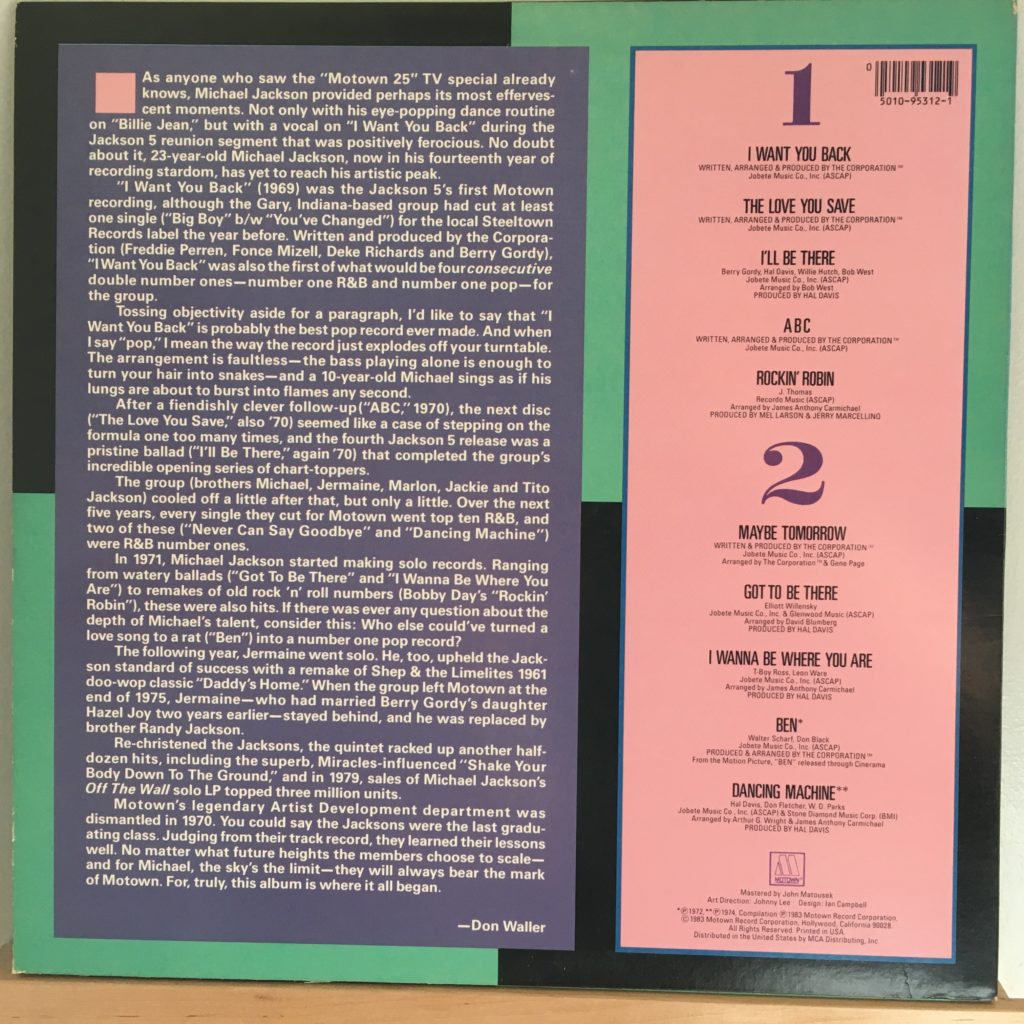 As anyone who saw the "Motown 25" TV special already
knows, Michael Jackson provided perhaps its most efferves-
cent moments. Not only with his eye-popping dance routine
on "Billie Jean," but with a vocal on "I Want You Back" during the
Jackson 5 reunion segment that was positively ferocious. No doubt
about it, 23-year-old Michael Jackson, now in his fourteenth year of
recording stardom, has yet to reach his artistic peak.
"I Want You Back" (1969) was the Jackson 5's first Motown
recording, although the Gary, Indiana-based group had cut at least
one single ("Big Boy" b/w "You've Changed") for the local Steeltown
Records label the year before. Written and produced by the Corpora-
tion (Freddie Perren, Fonce Mizell, Deke Richards and Berry Gordy),
"I Want You Back" was also the first of what would be four consecutive
double number ones—number one R&B and number one pop—for
the group.
Tossing objectivity aside for a paragraph, I'd like to say that "I
Want You Back" is probably the best pop record ever made. And when
I say "pop," I mean the way the record just explodes off your turntable.
The arrangement is faultless—the bass playing alone is enough to
turn your hair into snakes—and a 10-year-old Michael sings as if his
lungs are about to burst into flames any second.
After a fiendishly clever follow-up ("ABC," 1970), the next disc
("The Love You Save," also '70) seemed like a case of stepping on the
formula one too many times, and the fourth Jackson 5 release was a
pristine ballad ("I'll Be There," again '70) that completed the group's
incredible opening series of chart-toppers.
The group (brothers Michael, Jermaine, Marlon, Jackie and Tito
Jackson) cooled off a little after that, but only a little. Over the next
five years, every single they cut for Motown went top ten R&B, and
two of these ("Never Can Say Goodbye" and "Dancing Machine")
were R&B number ones.
In 1971, Michael Jackson started making solo records. Ranging
from watery ballads ("Got To Be There" and "I Wanna Be Where You
Are") to remakes of old rock 'n' roll numbers (Bobby Day's "Rockin'
Robin"), these were also hits. If there was ever any question about the
depth of Michael's talent, consider this: Who else could've turned a
love song to a rat ("Ben") into a number one pop record?
The following year, Jermaine went solo. He, too, upheld the Jack-
son standard of success with a remake of Shep & the Limelites 1961
doo-wop classic "Daddy's Home." When the group left Motown at the
end of 1975, Jermaine—who had married Berry Gordy's daughter
Hazel Joy two years earlier—stayed behind, and he was replaced by
brother Randy Jackson.
Re-christened the Jacksons, the quintet racked up another half-
dozen hits, including the superb, Miracles-influenced "Shake Your
Body Down To The Ground," and in 1979, sales of Michael Jackson's
Off The Wall solo LP topped three million units.
Motown's legendary Artist Development department was
dismantled in 1970. You could say the Jacksons were the last gradu-
ating class. Judging from their track record, they learned their lessons
well. No matter what future heights the members choose to scale—
and for Michael, the sky's the limit—they will always bear the mark
of Motown. For, truly, this album is where it all began.
—Don Waller
0
5010-95312-1
1
I WANT YOU BACK
WRITTEN, ARRANGED & PRODUCED BY THE CORPORATION™
Jobete Music Co., Inc. (ASCAP)
THE LOVE YOU SAVE
WRITTEN, ARRANGED & PRODUCED BY THE CORPORATION™
Jobete Music Co., Inc. (ASCAP)
I'LL BE THERE
Berry Gordy, Hal Davis, Willie Hutch, Bob West
Jobete Music Co., Inc. (ASCAP)
Arranged by Bob West
PRODUCED BY HAL DAVIS
ABC
WRITTEN, ARRANGED & PRODUCED BY THE CORPORATION™
Jobete Music Co., Inc. (ASCAP)
ROCKIN' ROBIN
J. Thomas
Recordo Music (ASCAP)
Arranged by James Anthony Carmichael
PRODUCED BY MEL LARSON & JERRY MARCELLINO
2
MAYBE TOMORROW
WRITTEN & PRODUCED BY THE CORPORATION™
Jobete Music Co., Inc. (ASCAP)
Arranged by The Corporation™ & Gene Page
GOT TO BE THERE
Elliott Willensky
Jobete Music Co., Inc. & Glenwood Music (ASCAP)
Arranged by David Blumberg
PRODUCED BY HAL DAVIS
I WANNA BE WHERE YOU ARE
T-Boy Ross, Leon Ware
Jobete Music Co., Inc. (ASCAP)
Arranged by James Anthony Carmichael
PRODUCED BY HAL DAVIS
BEN*
Walter Scharf, Don Black
Jobete Music Co., Inc. (ASCAP)
PRODUCED & ARRANGED BY THE CORPORATION™
From the Motion Picture, "BEN" released through Cinerama
DANCING MACHINE**
Hal Davis, Don Fletcher, W. D. Parks
Jobete Music Co., Inc. (ASCAP) & Stone Diamond Music Corp. (BMI)
Arranged by Arthur G. Wright & James Anthony Carmichael
PRODUCED BY HAL DAVIS
MOTOWN
Mastered by John Matousek
Art Direction: Johnny Lee Design: Ian Campbell
*℗1972, **℗1974, Compilation ℗1983 Motown Record Corporation.
©1983 Motown Record Corporation, Hollywood, California 90028.
All Rights Reserved. Printed in USA.
Distributed in the United States by MCA Distributing, Inc.